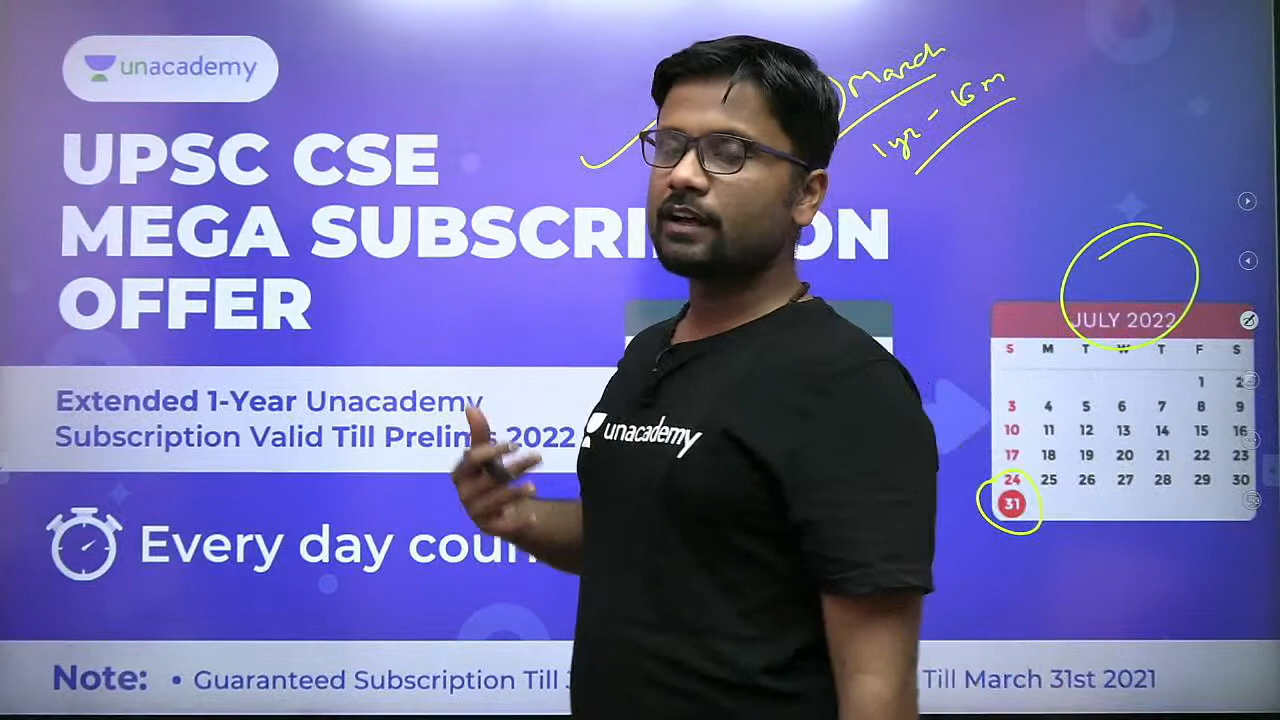 unacademy
March
1yr - 16 m
UPSC CSE
MEGA SUBSCRI ON
OFFER
JULY 2022
S M T W T F S
1 2
3 4 5 6 7 8 9
10 11 12 13 14 15 16
17 18 19 20 21 22 23
24 25 26 27 28 29 30
31
Extended 1-Year Unacademy
Subscription Valid Till Prelims 2022
unacademy
Every day coun
Note: • Guaranteed Subscription Till Till March 31st 2021